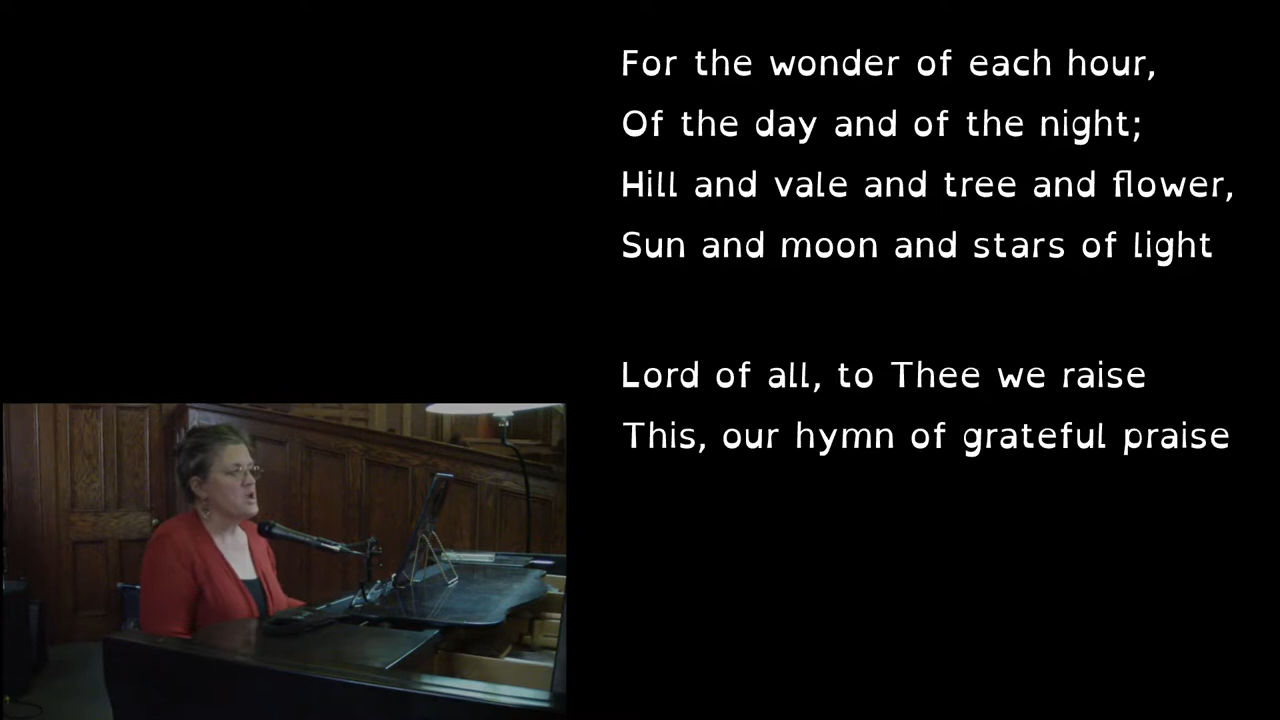 For the wonder of each hour,
Of the day and of the night;
Hill and vale and tree and flower,
Sun and moon and stars of light
Lord of all, to Thee we raise
This, our hymn of grateful praise